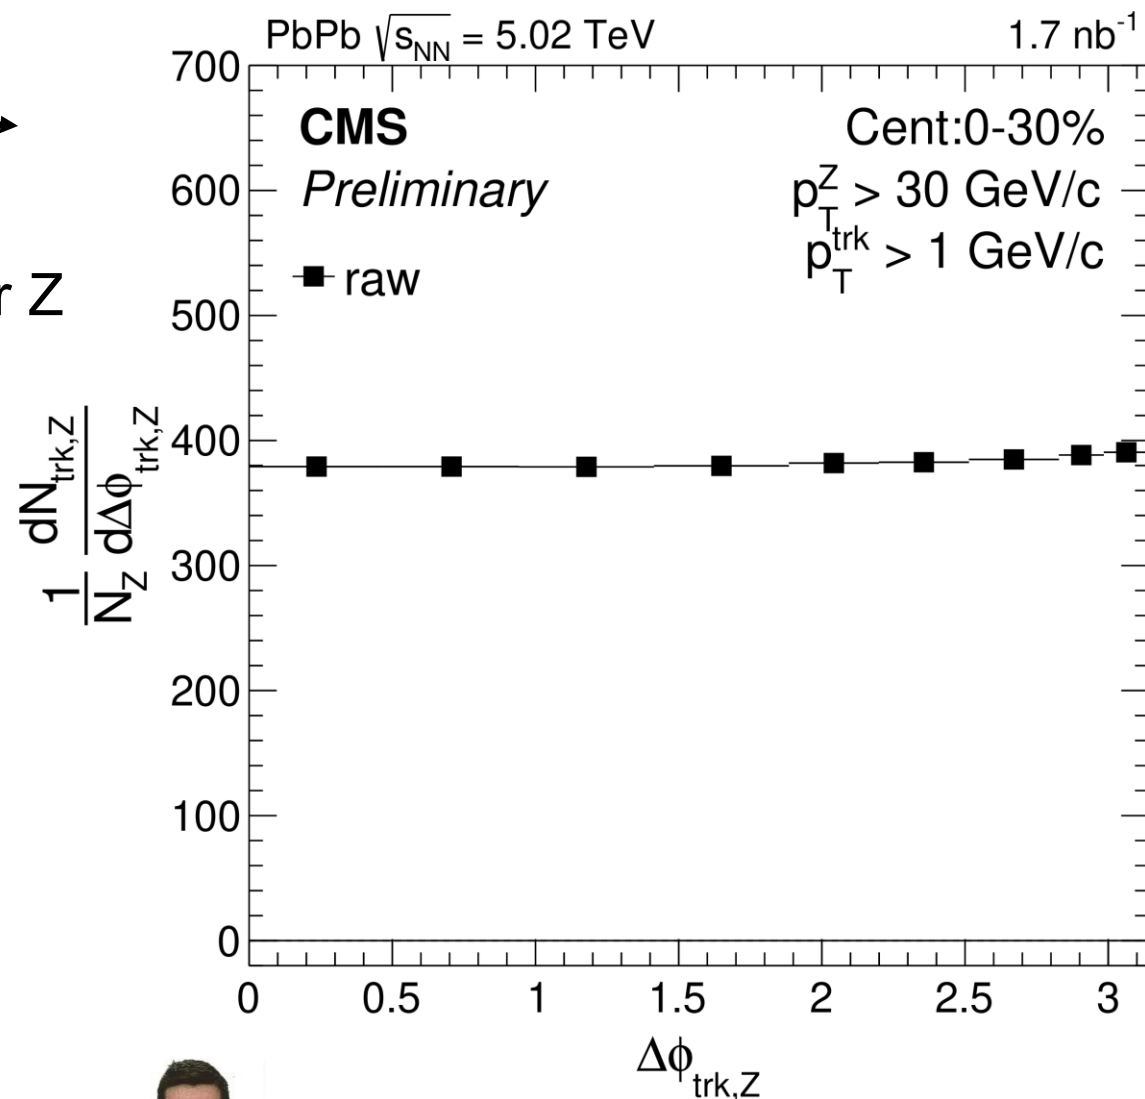 PbPb √s_NN = 5.02 TeV 1.7 nb⁻¹
CMS Cent:0-30%
Preliminary p_T^Z > 30 GeV/c
p_T^trk > 1 GeV/c
raw
r Z
700
600
500
400
300
200
100
0
1/N_Z dN_trk,Z/dΔϕ_trk,Z
0 0.5 1 1.5 2 2.5 3
Δϕ_trk,Z